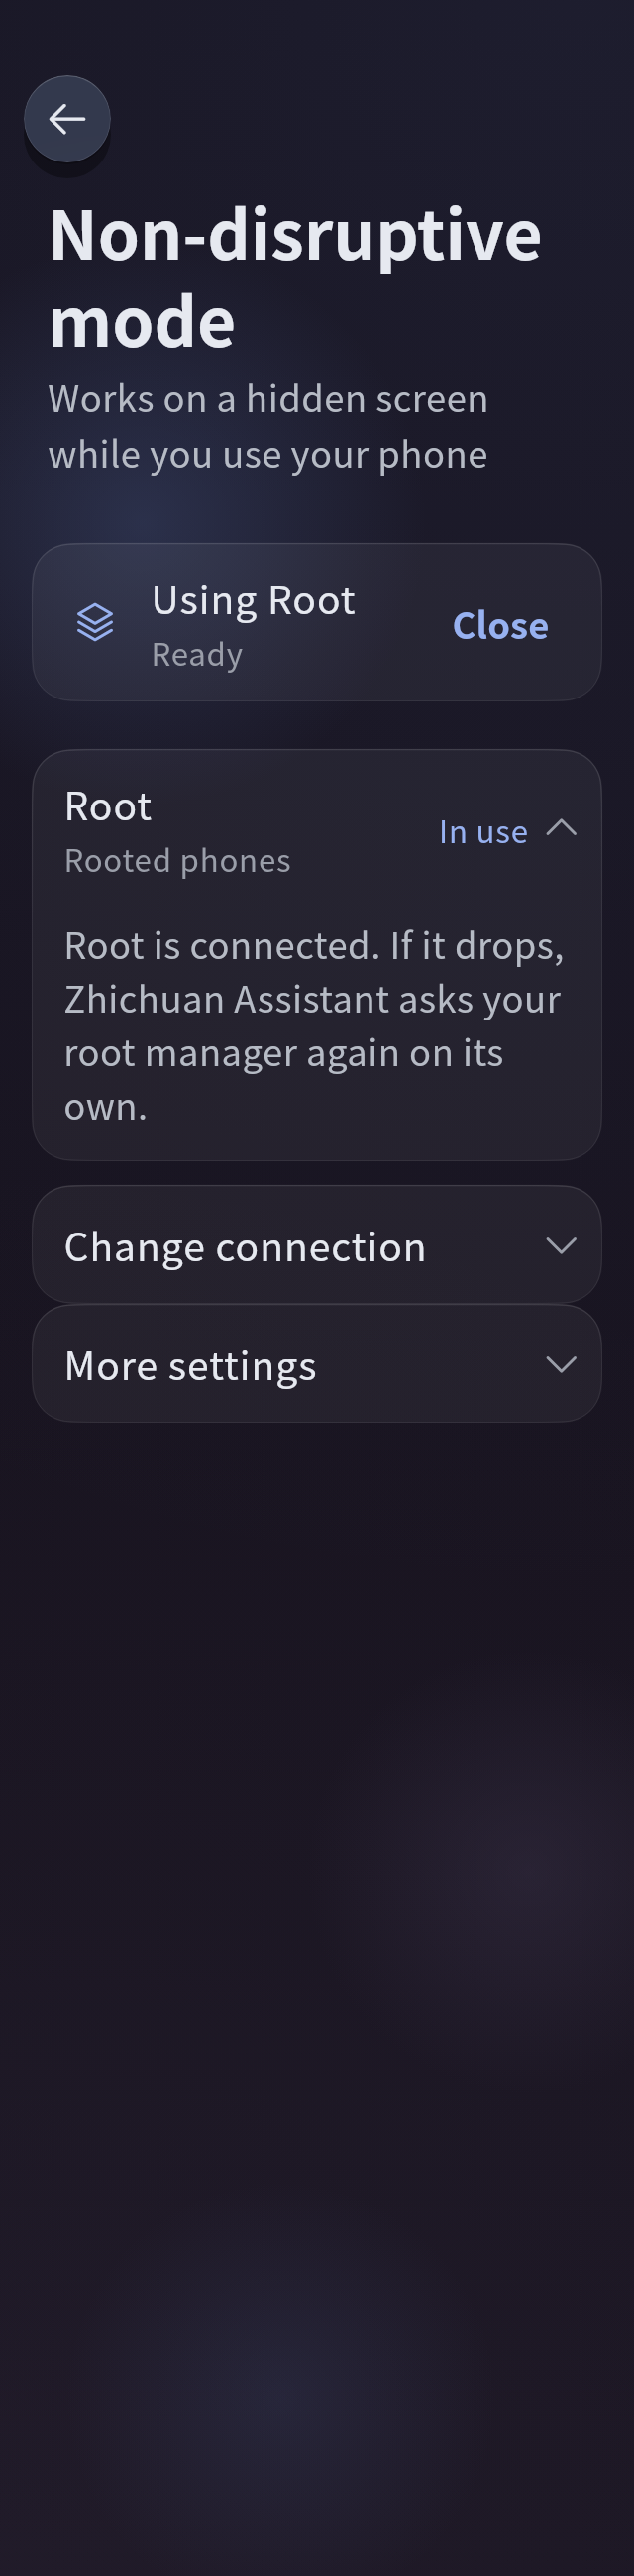 Non-disruptive
mode
Works on a hidden screen
while you use your phone
Using Root
Ready
Close
Root
Rooted phones
In use
Root is connected. If it drops,
Zhichuan Assistant asks your
root manager again on its
own.
Change connection
More settings